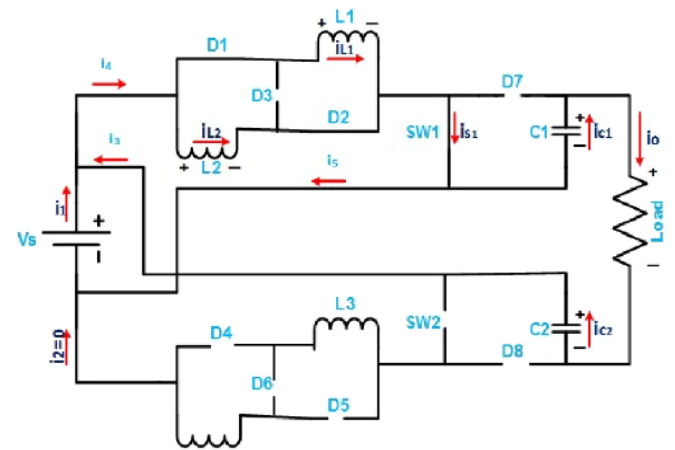 + L1 −
D1
iL1
i4
D3
D7
D2
SW1
iS1
C1
+
−
iC1
io
i3
iL2
+ L2 −
i5
i1
+
Vs
−
+
Load
−
L3
D4
SW2
C2
+
−
iC2
i2=0
D8
D6
D5